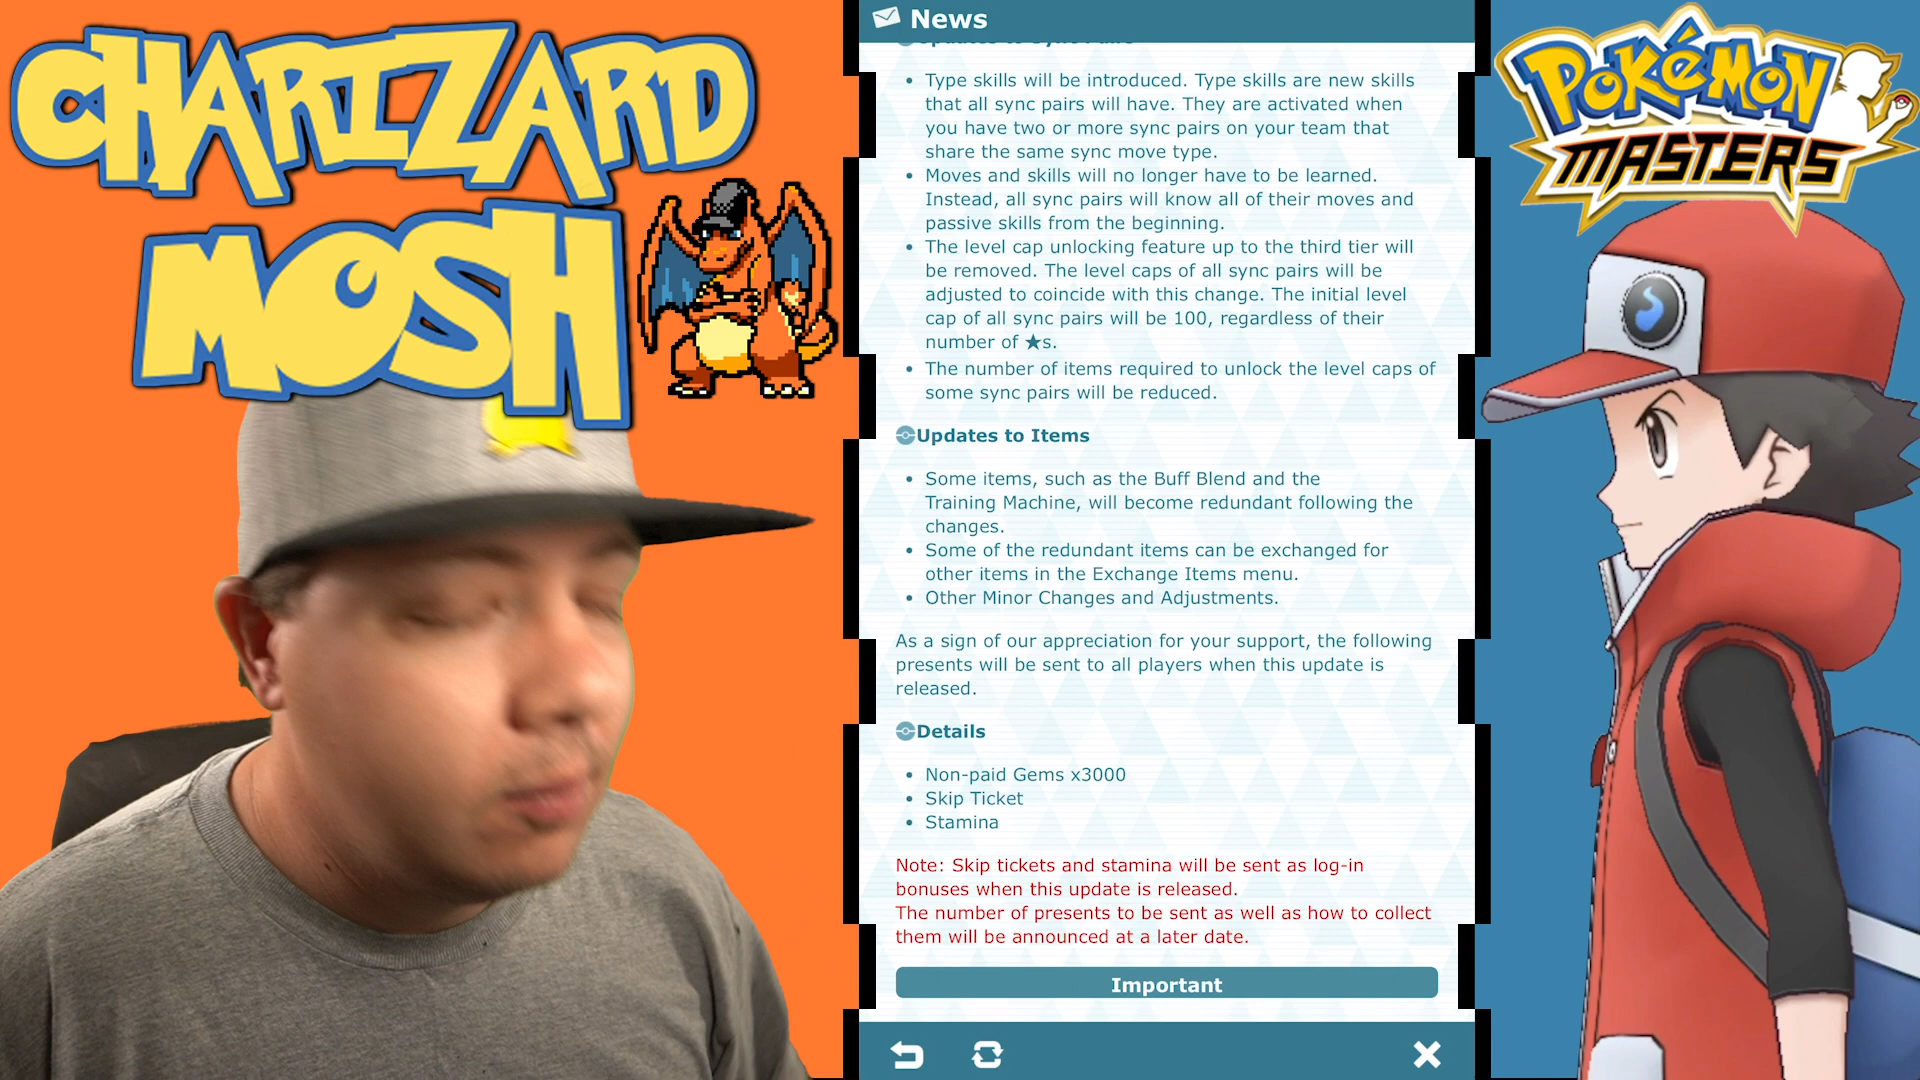 CHARIZARD
MOSH
News
Updates to Sync Pairs
Type skills will be introduced. Type skills are new skills
that all sync pairs will have. They are activated when
you have two or more sync pairs on your team that
share the same sync move type.
Moves and skills will no longer have to be learned.
Instead, all sync pairs will know all of their moves and
passive skills from the beginning.
The level cap unlocking feature up to the third tier will
be removed. The level caps of all sync pairs will be
adjusted to coincide with this change. The initial level
cap of all sync pairs will be 100, regardless of their
number of ★s.
The number of items required to unlock the level caps of
some sync pairs will be reduced.
Updates to Items
Some items, such as the Buff Blend and the
Training Machine, will become redundant following the
changes.
Some of the redundant items can be exchanged for
other items in the Exchange Items menu.
Other Minor Changes and Adjustments.
As a sign of our appreciation for your support, the following
presents will be sent to all players when this update is
released.
Details
Non-paid Gems x3000
Skip Ticket
Stamina
Note: Skip tickets and stamina will be sent as log-in
bonuses when this update is released.
The number of presents to be sent as well as how to collect
them will be announced at a later date.
Important
POKéMON
MASTERS